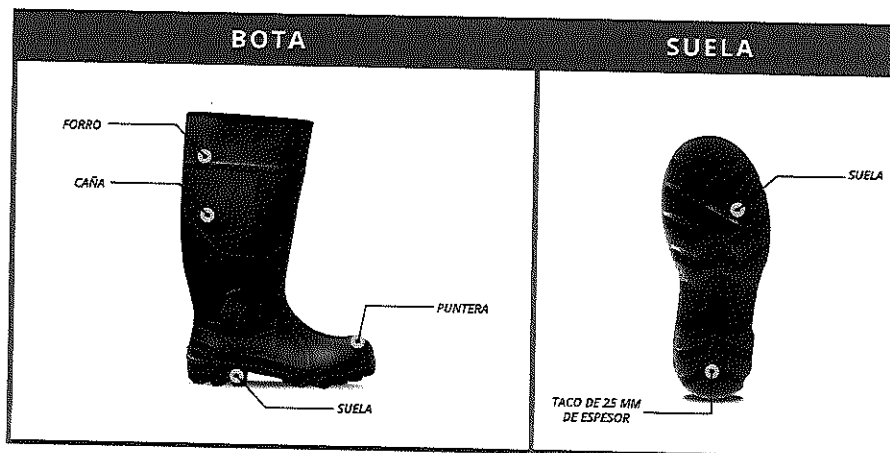 BOTA
SUELA
FORRO
CAÑA
PUNTERA
SUELA
SUELA
TACO DE 25 MM
DE ESPESOR